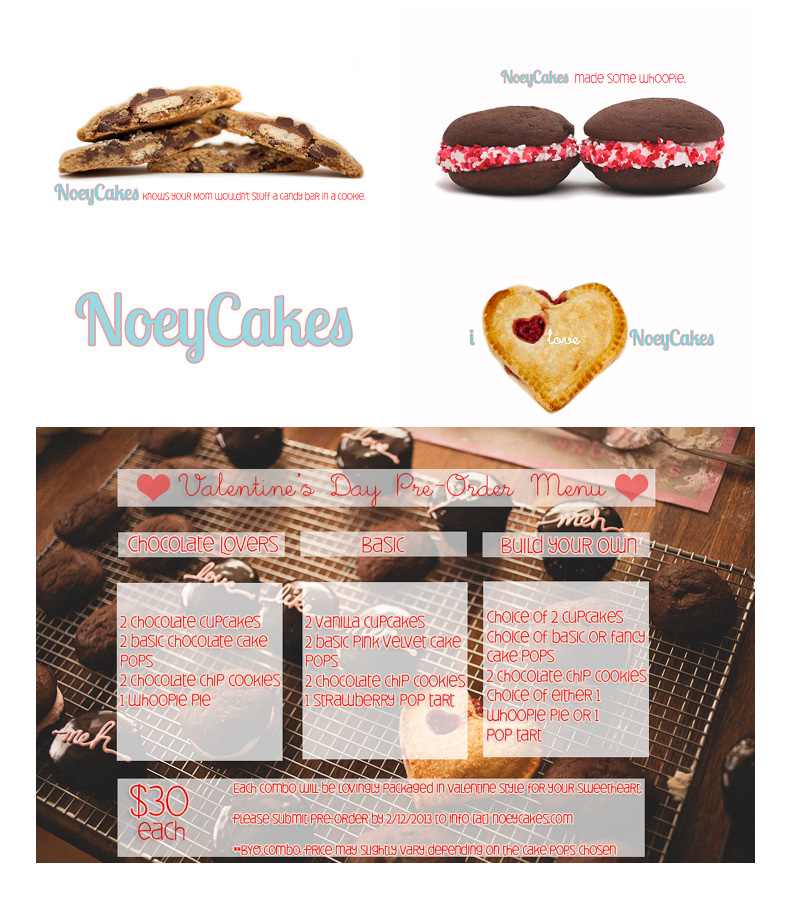 NoeyCakes made some whoopie.
NoeyCakes knows your mom wouldn't stuff a candy bar in a cookie.
NoeyCakes
i love NoeyCakes
Valentine's Day Pre-Order Menu
Chocolate Lovers
Basic
Build Your Own
2 chocolate cupcakes
2 basic chocolate cake
pops
2 chocolate chip cookies
1 whoopie pie
2 vanilla cupcakes
2 basic pink velvet cake
pops
2 chocolate chip cookies
1 strawberry pop tart
Choice of 2 cupcakes
Choice of basic or fancy
cake pops
2 chocolate chip cookies
Choice of either 1
whoopie pie or 1
pop tart
$30
each
Each combo will be lovingly packaged in Valentine style for your sweetheart.
Please submit pre-order by 2/12/2013 to info [at] noeycakes.com
**BYO combo price may slightly vary depending on the cake pops chosen
love
meh
love
like
meh